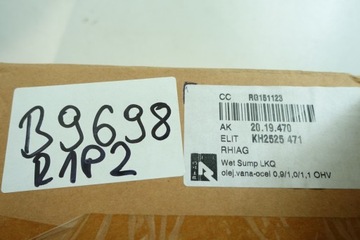 B9698
R1P2
CC RG151123
AK 20.19.470
ELIT KH2525 471
RHIAG
Wet Sump LKQ
olej.vana-ocel 0,9/1,0/1,1 OHV